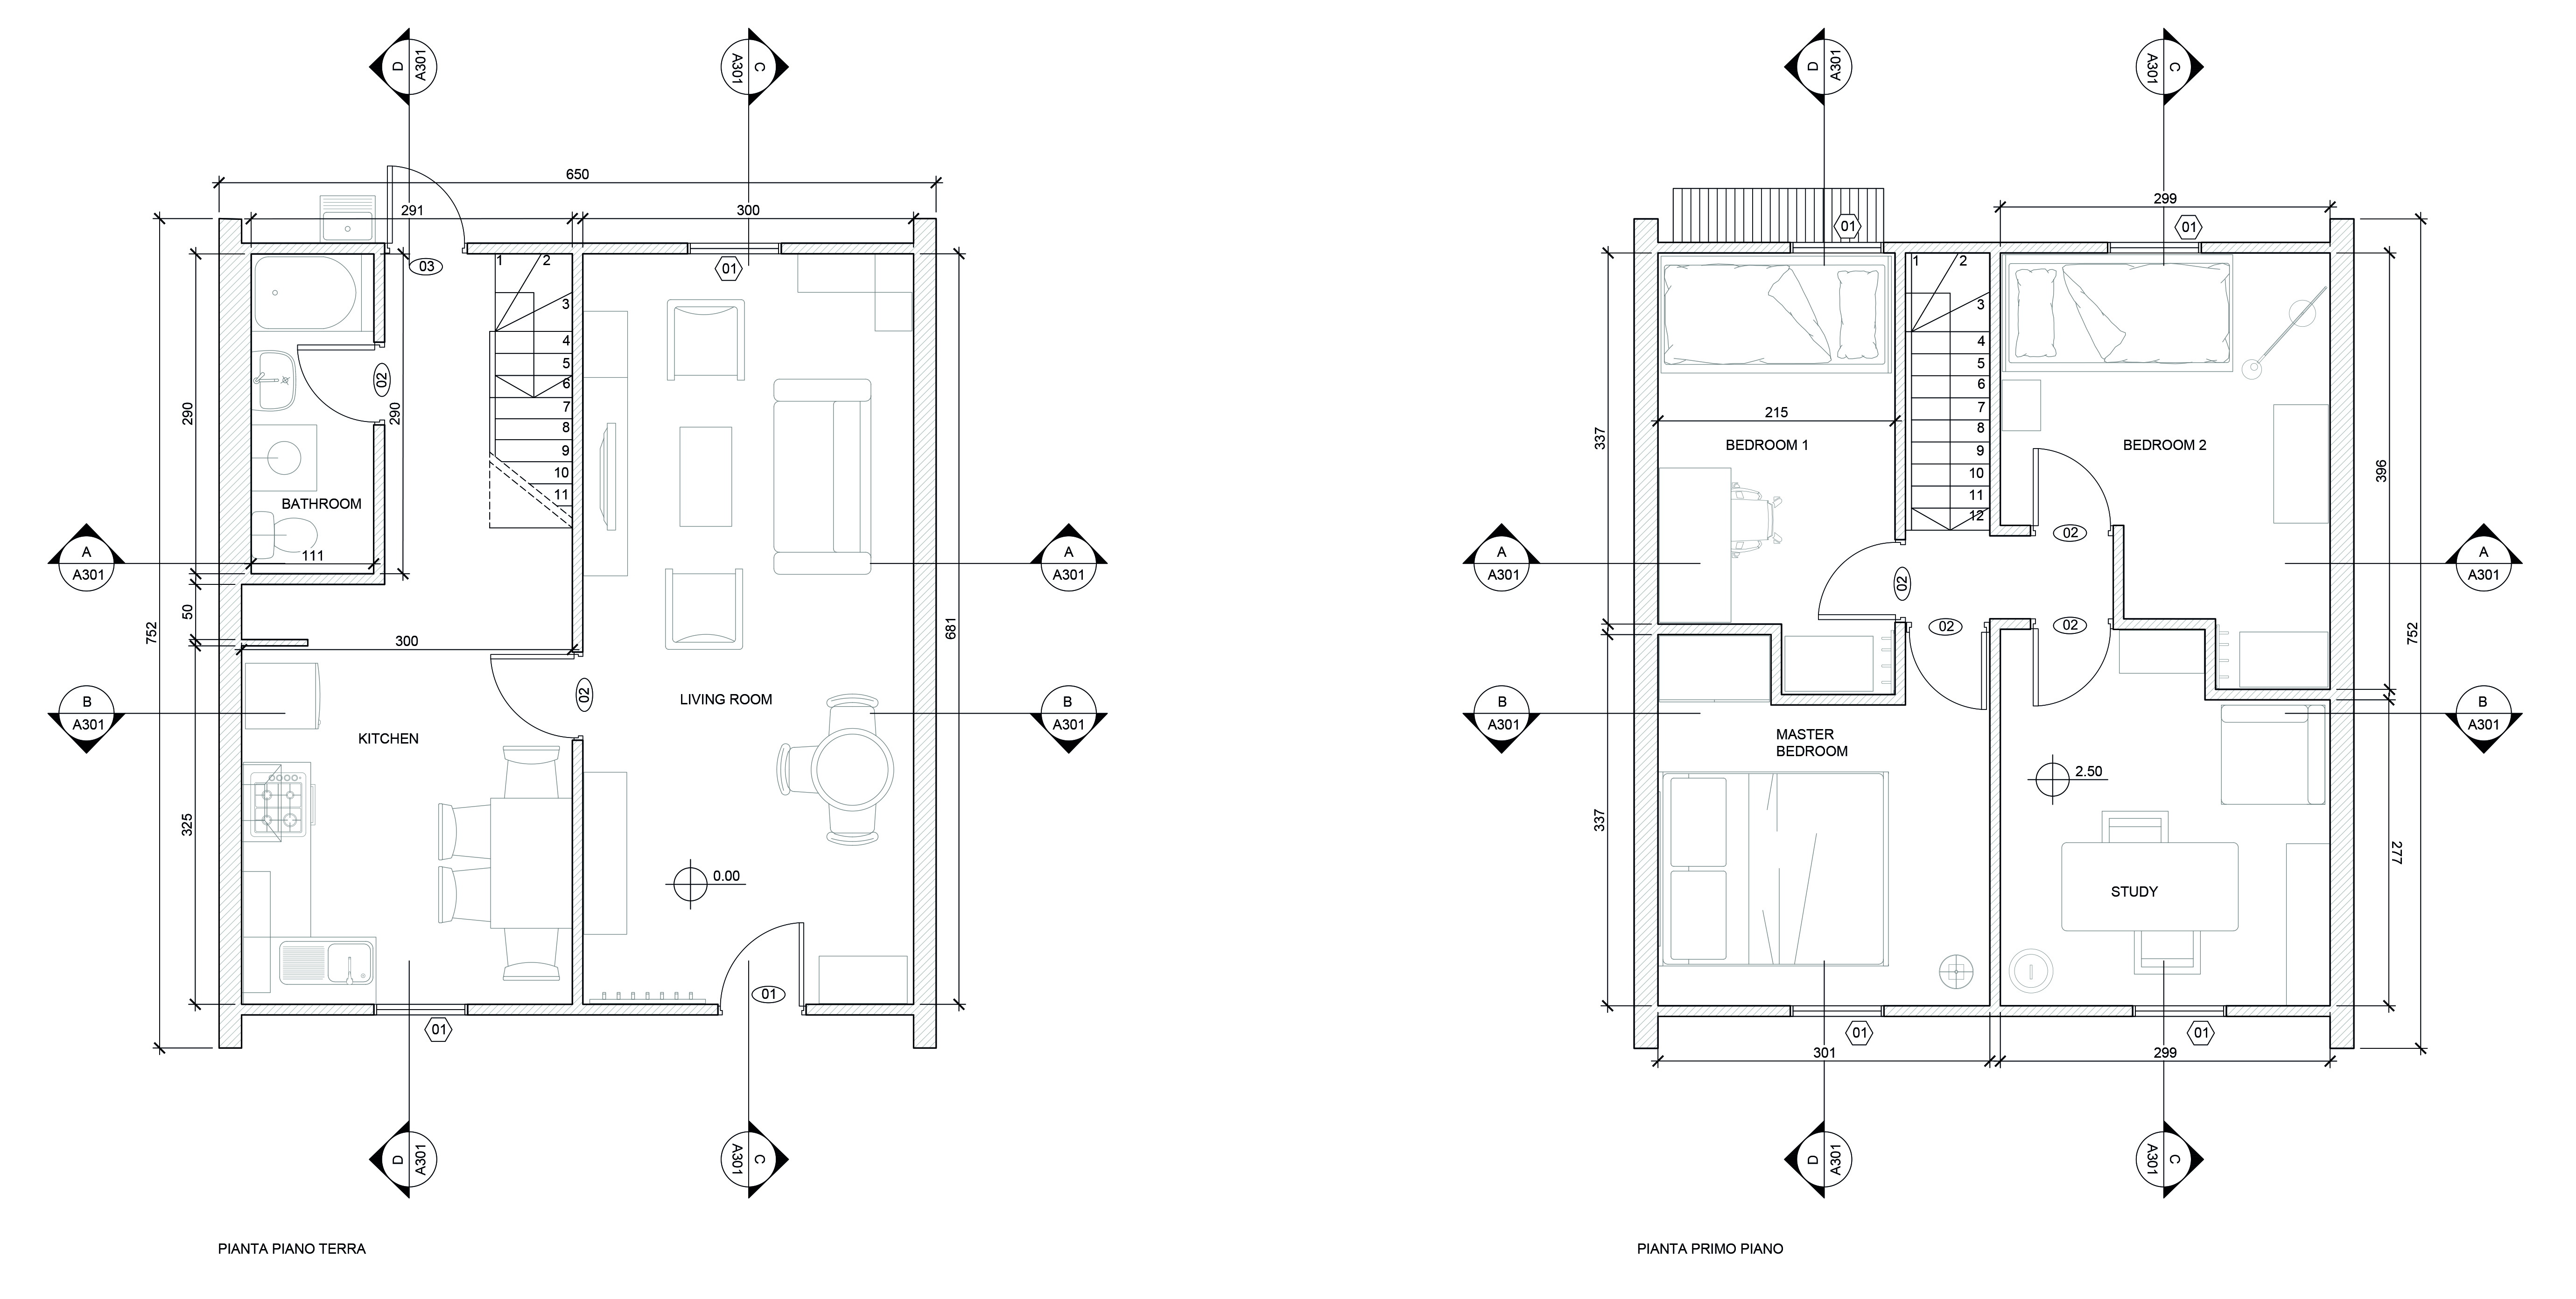 D
A301
C
A301
650
291
300
03
1
2
3
4
5
6
7
8
9
10
11
01
02
290
290
752
BATHROOM
111
A
A301
A
A301
50
300
681
02
LIVING ROOM
B
A301
B
A301
KITCHEN
325
0.00
01
01
D
A301
C
A301
PIANTA PIANO TERRA
D
A301
C
A301
299
01
01
1
2
3
4
5
6
7
8
9
10
11
12
215
337
BEDROOM 1
BEDROOM 2
396
02
A
A301
A
A301
02
02
02
752
B
A301
B
A301
MASTER
BEDROOM
2.50
337
277
STUDY
01
01
301
299
D
A301
C
A301
PIANTA PRIMO PIANO